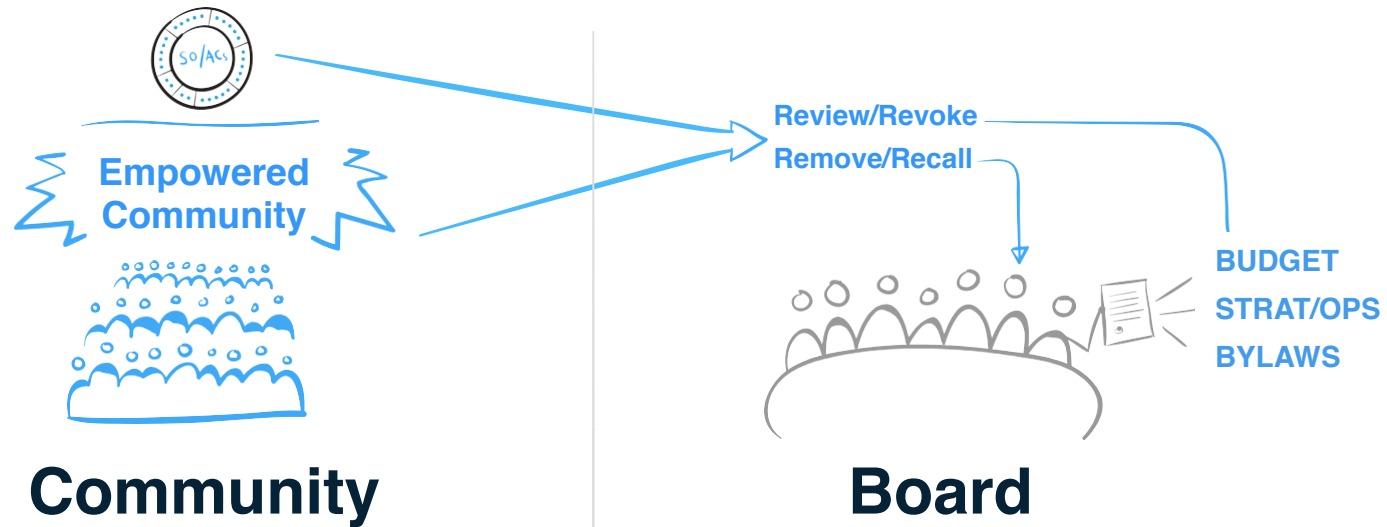 SO/ACs
Empowered
Community
Community
Review/Revoke
Remove/Recall
BUDGET
STRAT/OPS
BYLAWS
Board